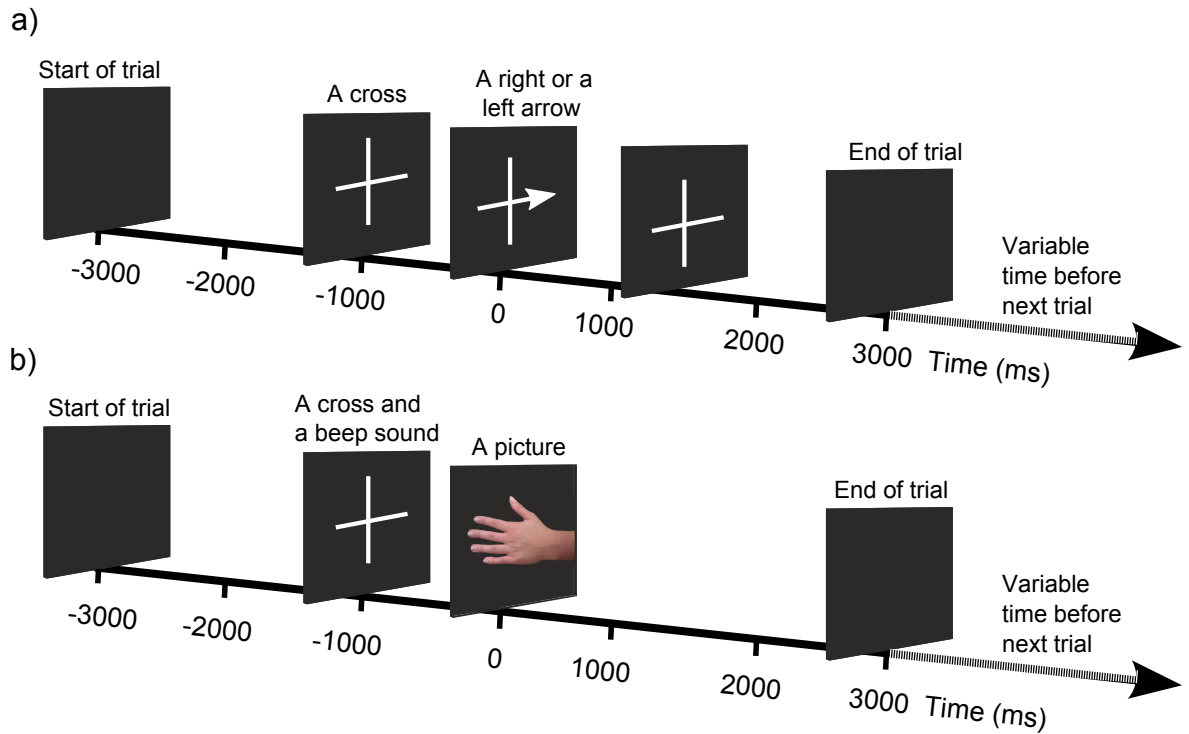 a)
Start of trial
A cross
A right or a
left arrow
End of trial
Variable
time before
next trial
-3000
-2000
-1000
0
1000
2000
3000 Time (ms)
b)
Start of trial
A cross and
a beep sound
A picture
End of trial
Variable
time before
next trial
-3000
-2000
-1000
0
1000
2000
3000 Time (ms)